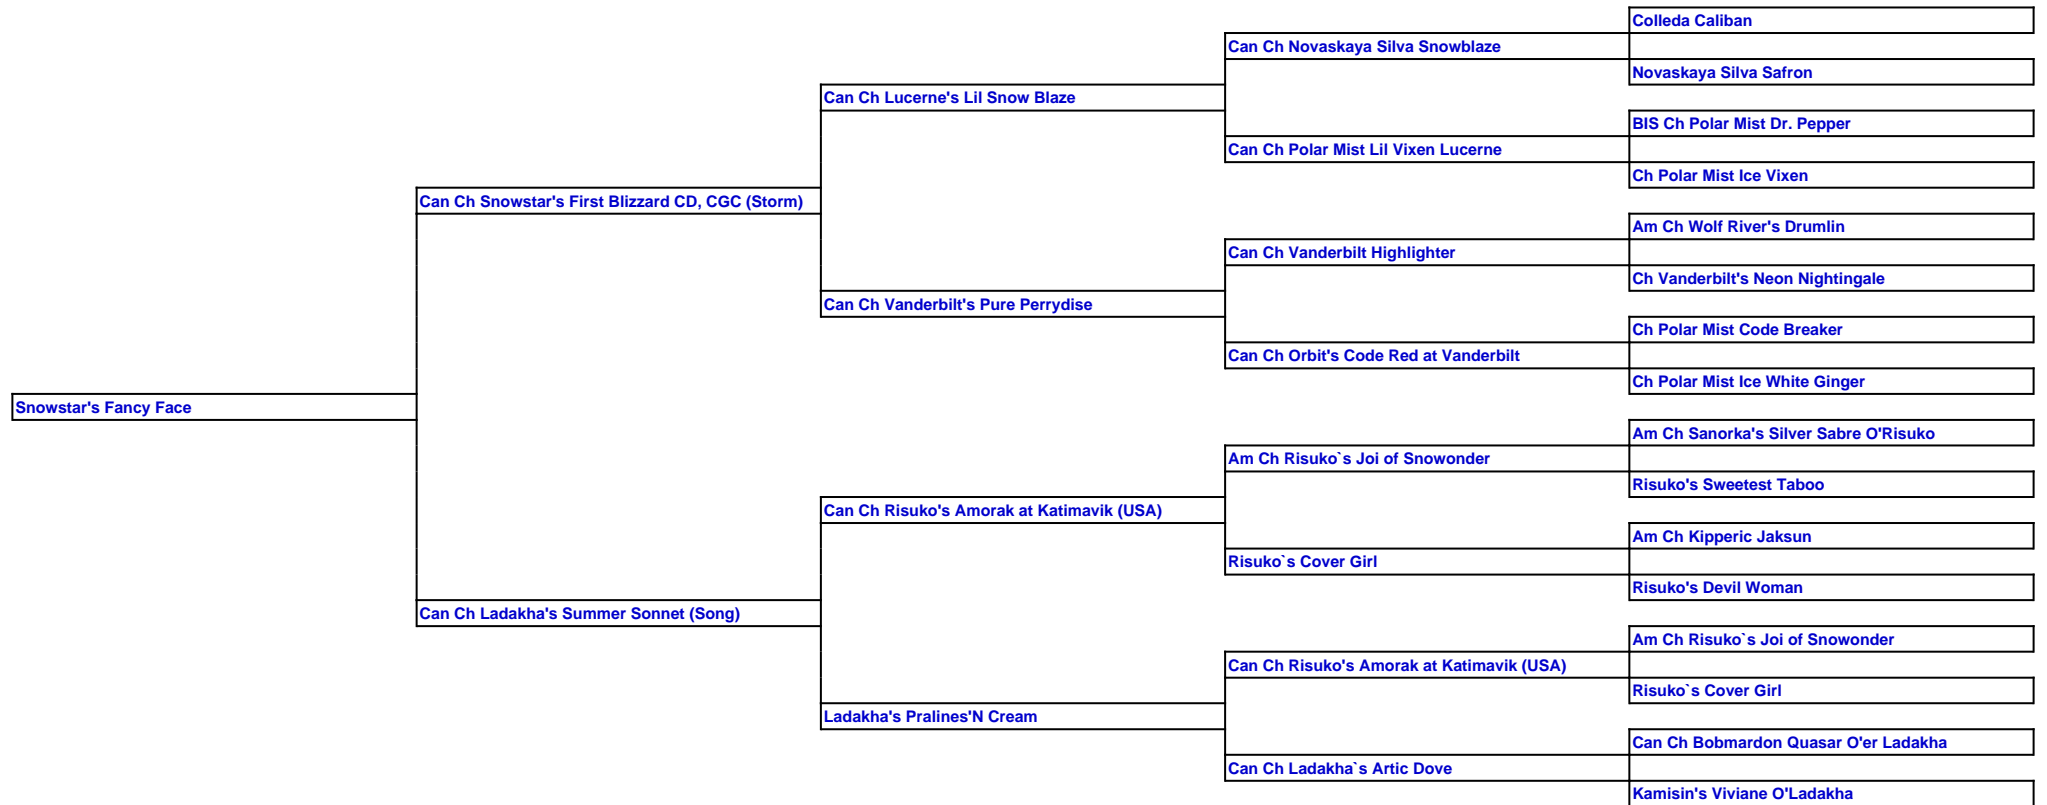 Colleda Caliban
Can Ch Novaskaya Silva Snowblaze
Novaskaya Silva Safron
Can Ch Lucerne's Lil Snow Blaze
BIS Ch Polar Mist Dr. Pepper
Can Ch Polar Mist Lil Vixen Lucerne
Ch Polar Mist Ice Vixen
Can Ch Snowstar's First Blizzard CD, CGC (Storm)
Am Ch Wolf River's Drumlin
Can Ch Vanderbilt Highlighter
Ch Vanderbilt's Neon Nightingale
Can Ch Vanderbilt's Pure Perrydise
Ch Polar Mist Code Breaker
Can Ch Orbit's Code Red at Vanderbilt
Ch Polar Mist Ice White Ginger
Snowstar's Fancy Face
Am Ch Sanorka's Silver Sabre O'Risuko
Am Ch Risuko`s Joi of Snowonder
Risuko's Sweetest Taboo
Can Ch Risuko's Amorak at Katimavik (USA)
Am Ch Kipperic Jaksun
Risuko`s Cover Girl
Risuko's Devil Woman
Can Ch Ladakha's Summer Sonnet (Song)
Am Ch Risuko`s Joi of Snowonder
Can Ch Risuko's Amorak at Katimavik (USA)
Risuko`s Cover Girl
Ladakha's Pralines'N Cream
Can Ch Bobmardon Quasar O'er Ladakha
Can Ch Ladakha`s Artic Dove
Kamisin's Viviane O'Ladakha